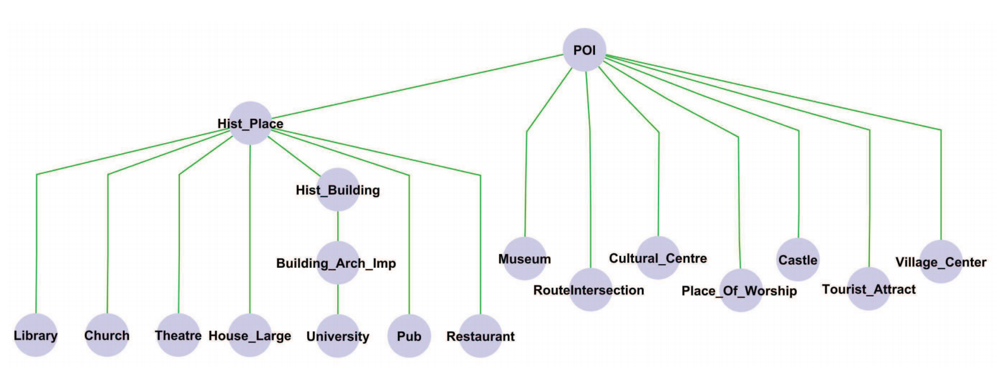 POI
Hist_Place
Hist_Building
Building_Arch_Imp
Museum
Cultural_Centre
Castle
Village_Center
RouteIntersection
Place_Of_Worship
Tourist_Attract
Library
Church
Theatre
House_Large
University
Pub
Restaurant